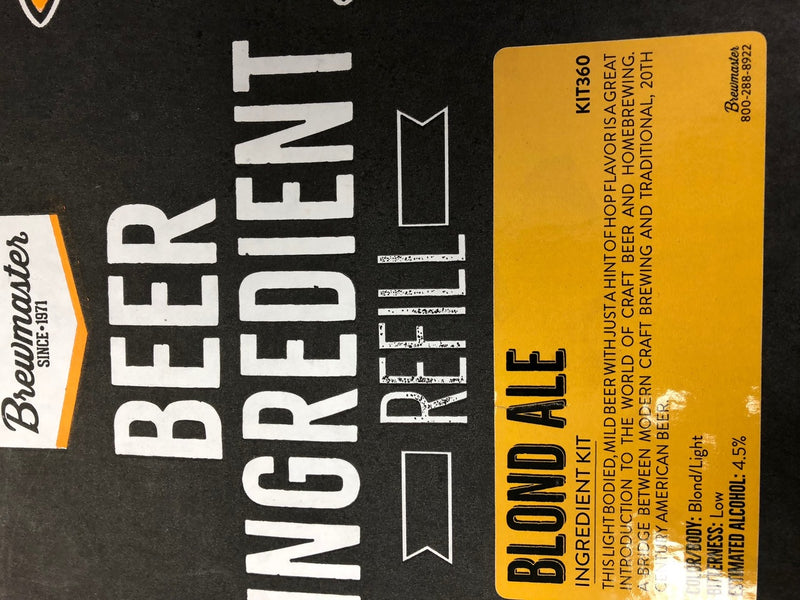 Brewmaster
SINCE•1971
BEER
INGREDIENT
REFILL
BLOND ALE
INGREDIENT KIT
KIT360
THIS LIGHT BODIED, MILD BEER WITH JUST A HINT OF HOP FLAVOR IS A GREAT
INTRODUCTION TO THE WORLD OF CRAFT BEER AND HOMEBREWING.
A BRIDGE BETWEEN MODERN CRAFT BREWING AND TRADITIONAL, 20TH
CENTURY AMERICAN BEER.
COLOR/BODY: Blond/Light
BITTERNESS: Low
ESTIMATED ALCOHOL: 4.5%
Brewmaster
800-288-8922